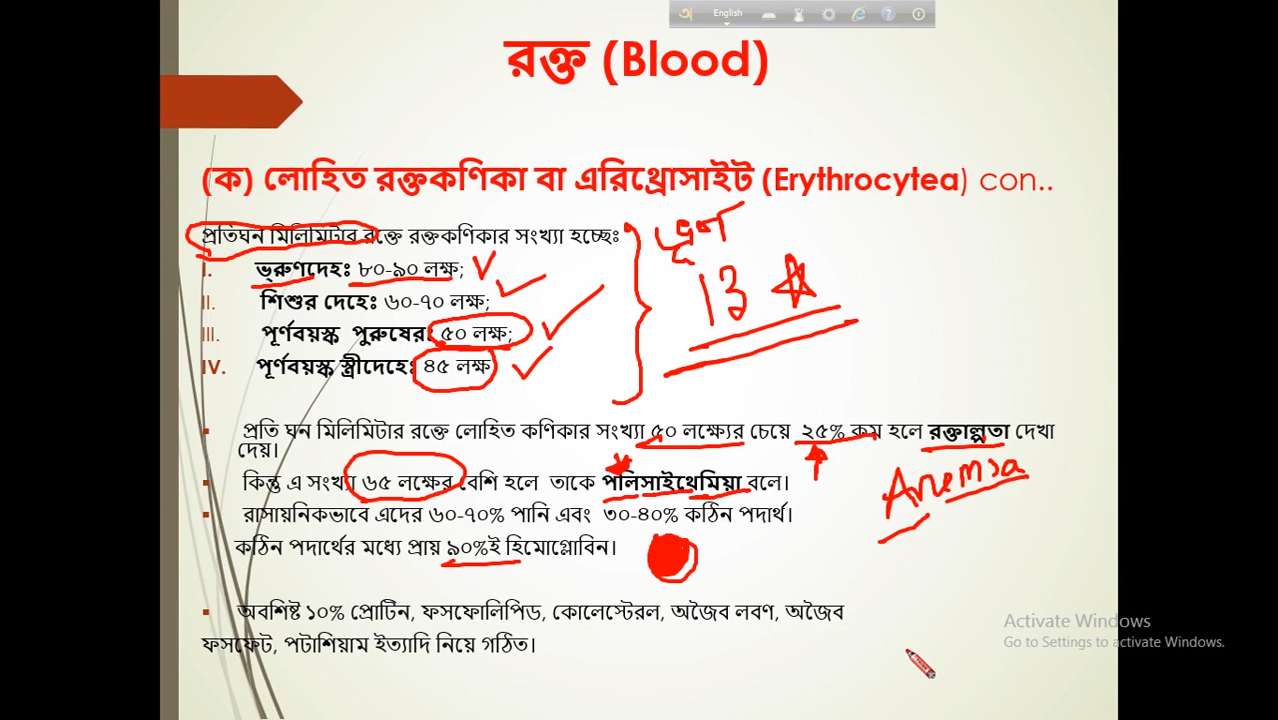 English
রক্ত (Blood)
(ক) লোহিত রক্তকণিকা বা এরিথ্রোসাইট (Erythrocytea) con..
প্রতিঘন মিলিমিটার রক্তে রক্তকণিকার সংখ্যা হচ্ছেঃ
ভ্রূণ
I. ভ্রুণদেহঃ ৮০-৯০ লক্ষ;
13
II. শিশুর দেহেঃ ৬০-৭০ লক্ষ;
III. পূর্ণবয়স্ক পুরুষের: ৫০ লক্ষ;
IV. পূর্ণবয়স্ক স্ত্রীদেহে: ৪৫ লক্ষ
প্রতি ঘন মিলিমিটার রক্তে লোহিত কণিকার সংখ্যা ৫০ লক্ষ্যের চেয়ে ২৫% কম হলে রক্তাল্পতা দেখা
দেয়।
Anemia
কিন্তু এ সংখ্যা ৬৫ লক্ষের বেশি হলে তাকে পলিসাইথেমিয়া বলে।
রাসায়নিকভাবে এদের ৬০-৭০% পানি এবং ৩০-৪০% কঠিন পদার্থ।
কঠিন পদার্থের মধ্যে প্রায় ৯০%ই হিমোগ্লোবিন।
অবশিষ্ট ১০% প্রোটিন, ফসফোলিপিড, কোলেস্টেরল, অজৈব লবণ, অজৈব
ফসফেট, পটাশিয়াম ইত্যাদি নিয়ে গঠিত।
Activate Windows
Go to Settings to activate Windows.